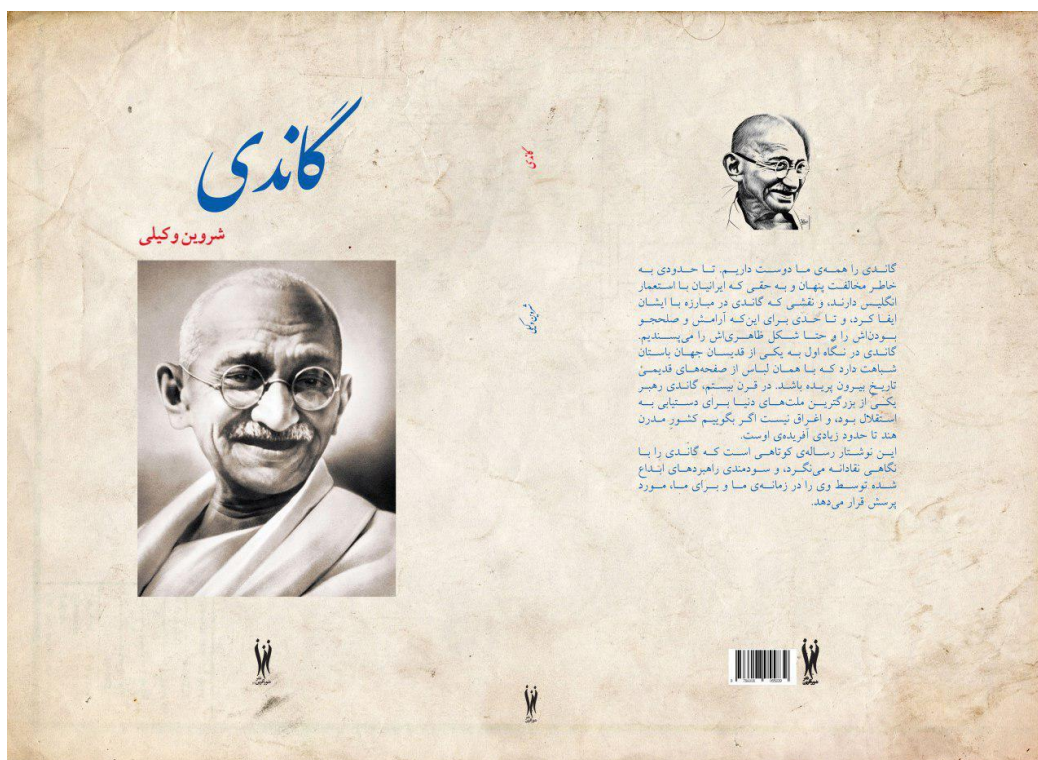 گاندی
شروین وکیلی
گاندی
شروین وکیلی
گاندی را همه‌ی ما دوست داریم. تا حدودی به
خاطر مخالفت پنهان و به حقی که ایرانیان با استعمار
انگلیس دارند، و نقشی که گاندی در مبارزه با ایشان
ایفا کرد، و تا حدی برای این‌که آرامش و صلحجو
بودن‌اش را و حتا شکل ظاهری‌اش را می‌پسندیم.
گاندی در نگاه اول به یکی از قدیسان جهان باستان
شباهت دارد که با همان لباس از صفحه‌های قدیمیْ
تاریخ بیرون پریده باشد. در قرن بیستم، گاندی رهبر
یکی از بزرگترین ملت‌های دنیا برای دستیابی به
استقلال بود، و اغراق نیست اگر بگوییم کشورِ مدرن
هند تا حدود زیادی آفریده‌ی اوست.
این نوشتار رساله‌ی کوتاهی است که گاندی را با
نگاهی نقادانه می‌نگرد، و سودمندی راهبردهای ابداع
شده توسط وی را در زمانه‌ی ما و برای ما، مورد
پرسش قرار می‌دهد.